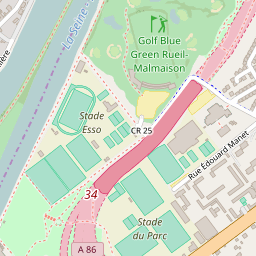 La Seine
Golf Blue
Green Rueil-
Malmaison
Stade
Esso
CR 25
Rue Édouard Manet
34
Stade
du Parc
A 86